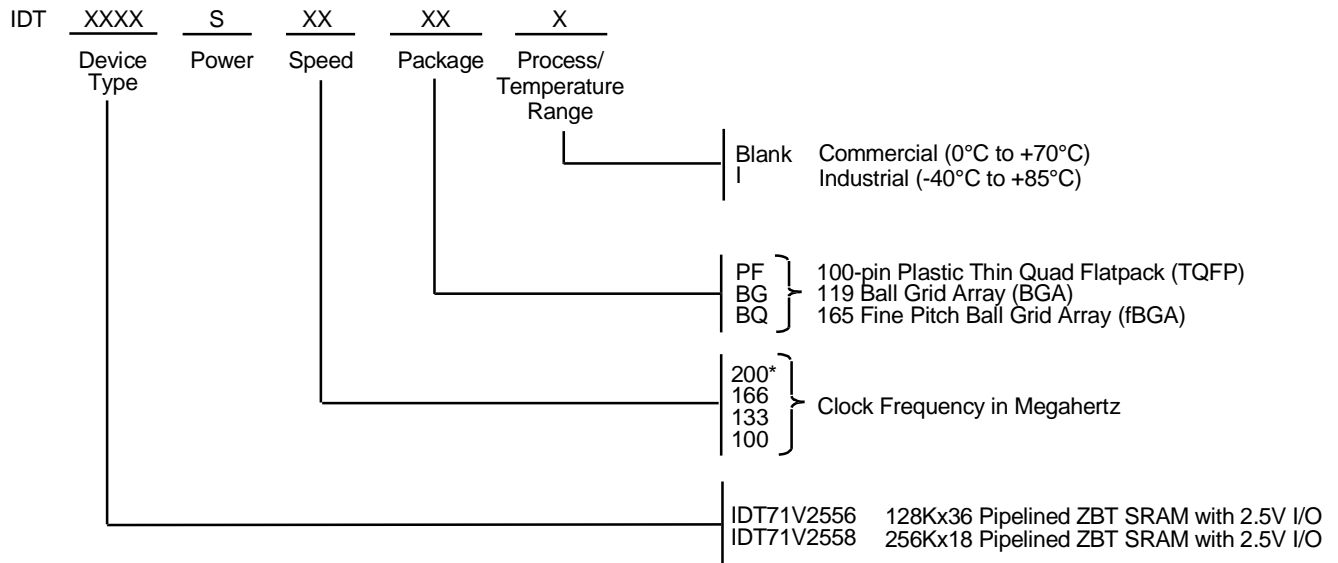 IDT XXXX S XX XX X
Device Type Power Speed Package Process/ Temperature Range
Blank Commercial (0°C to +70°C)
I Industrial (-40°C to +85°C)
PF 100-pin Plastic Thin Quad Flatpack (TQFP)
BG 119 Ball Grid Array (BGA)
BQ 165 Fine Pitch Ball Grid Array (fBGA)
200*
166
133
100
Clock Frequency in Megahertz
IDT71V2556 128Kx36 Pipelined ZBT SRAM with 2.5V I/O
IDT71V2558 256Kx18 Pipelined ZBT SRAM with 2.5V I/O